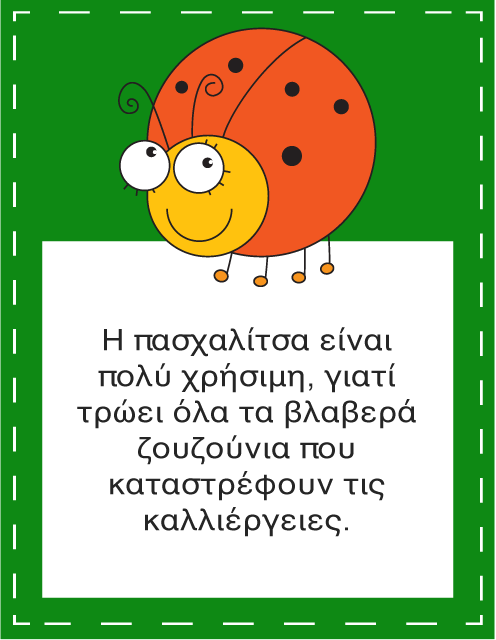 Η πασχαλίτσα είναι
πολύ χρήσιμη, γιατί
τρώει όλα τα βλαβερά
ζουζούνια που
καταστρέφουν τις
καλλιέργειες.